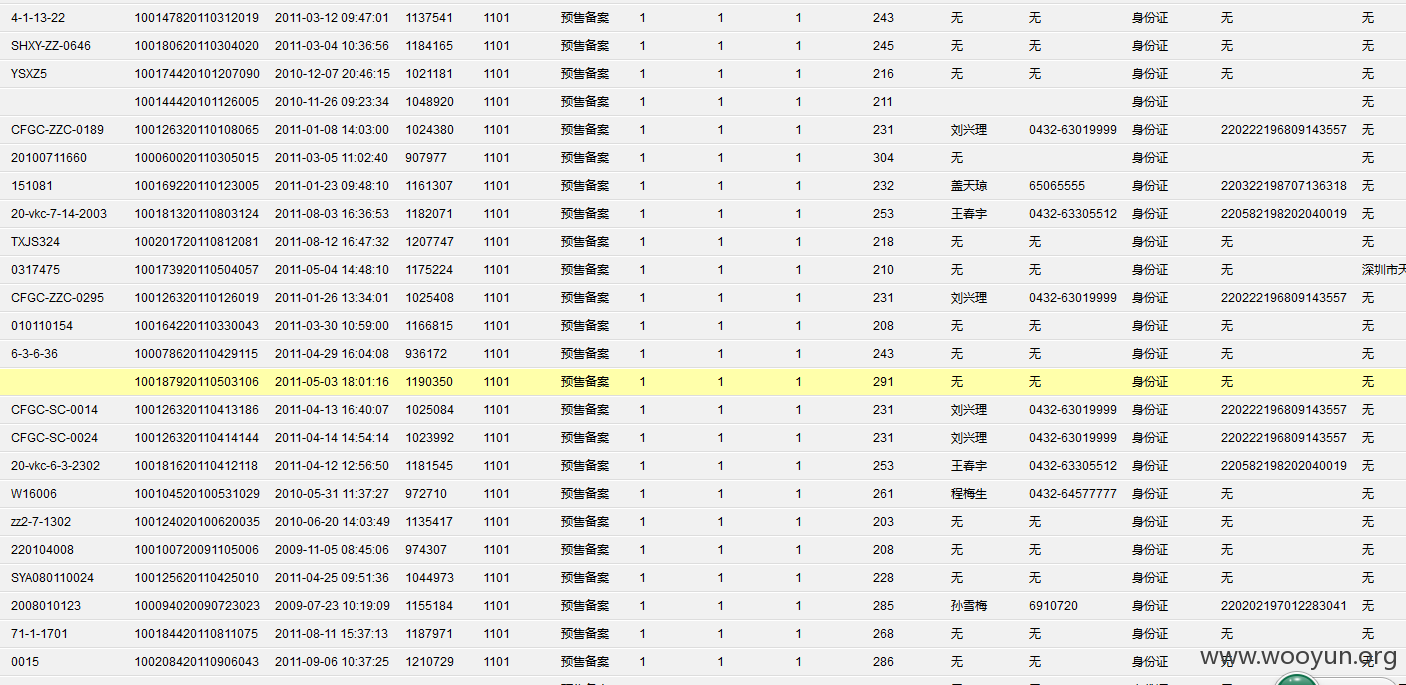 4-1-13-22 100147820110312019 2011-03-12 09:47:01 1137541 1101 预售备案 1 1 1 243 无 无 身份证 无 无
SHXY-ZZ-0646 100180620110304020 2011-03-04 10:36:56 1184165 1101 预售备案 1 1 1 245 无 无 身份证 无 无
YSXZ5 100174420101207090 2010-12-07 20:46:15 1021181 1101 预售备案 1 1 1 216 无 无 身份证 无 无
100144420101126005 2010-11-26 09:23:34 1048920 1101 预售备案 1 1 1 211 身份证 无
CFGC-ZZC-0189 100126320110108065 2011-01-08 14:03:00 1024380 1101 预售备案 1 1 1 231 刘兴理 0432-63019999 身份证 220222196809143557 无
20100711660 100060020110305015 2011-03-05 11:02:40 907977 1101 预售备案 1 1 1 304 无 身份证 无
151081 100169220110123005 2011-01-23 09:48:10 1161307 1101 预售备案 1 1 1 232 盖天琼 65065555 身份证 220322198707136318 无
20-vkc-7-14-2003 100181320110803124 2011-08-03 16:36:53 1182071 1101 预售备案 1 1 1 253 王春宇 0432-63305512 身份证 220582198202040019 无
TXJS324 100201720110812081 2011-08-12 16:47:32 1207747 1101 预售备案 1 1 1 218 无 无 身份证 无 无
0317475 100173920110504057 2011-05-04 14:48:10 1175224 1101 预售备案 1 1 1 210 无 无 身份证 无 深圳市天
CFGC-ZZC-0295 100126320110126019 2011-01-26 13:34:01 1025408 1101 预售备案 1 1 1 231 刘兴理 0432-63019999 身份证 220222196809143557 无
010110154 100164220110330043 2011-03-30 10:59:00 1166815 1101 预售备案 1 1 1 208 无 无 身份证 无 无
6-3-6-36 100078620110429115 2011-04-29 16:04:08 936172 1101 预售备案 1 1 1 243 无 无 身份证 无 无
100187920110503106 2011-05-03 18:01:16 1190350 1101 预售备案 1 1 1 291 无 无 身份证 无 无
CFGC-SC-0014 100126320110413186 2011-04-13 16:40:07 1025084 1101 预售备案 1 1 1 231 刘兴理 0432-63019999 身份证 220222196809143557 无
CFGC-SC-0024 100126320110414144 2011-04-14 14:54:14 1023992 1101 预售备案 1 1 1 231 刘兴理 0432-63019999 身份证 220222196809143557 无
20-vkc-6-3-2302 100181620110412118 2011-04-12 12:56:50 1181545 1101 预售备案 1 1 1 253 王春宇 0432-63305512 身份证 220582198202040019 无
W16006 100104520100531029 2010-05-31 11:37:27 972710 1101 预售备案 1 1 1 261 程梅生 0432-64577777 身份证 无 无
zz2-7-1302 100124020100620035 2010-06-20 14:03:49 1135417 1101 预售备案 1 1 1 203 无 无 身份证 无 无
220104008 100100720091105006 2009-11-05 08:45:06 974307 1101 预售备案 1 1 1 208 无 无 身份证 无 无
SYA080110024 100125620110425010 2011-04-25 09:51:36 1044973 1101 预售备案 1 1 1 228 无 无 身份证 无 无
2008010123 100094020090723023 2009-07-23 10:19:09 1155184 1101 预售备案 1 1 1 285 孙雪梅 6910720 身份证 220202197012283041 无
71-1-1701 100184420110811075 2011-08-11 15:37:13 1187971 1101 预售备案 1 1 1 268 无 无 身份证 无 无
0015 100208420110906043 2011-09-06 10:37:25 1210729 1101 预售备案 1 1 1 286 无 无 身份证 无 无
www.wooyun.org